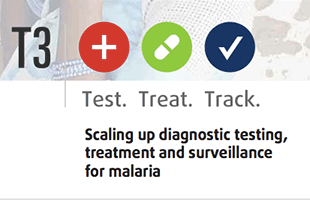 T3
Test. Treat. Track.
Scaling up diagnostic testing,
treatment and surveillance
for malaria